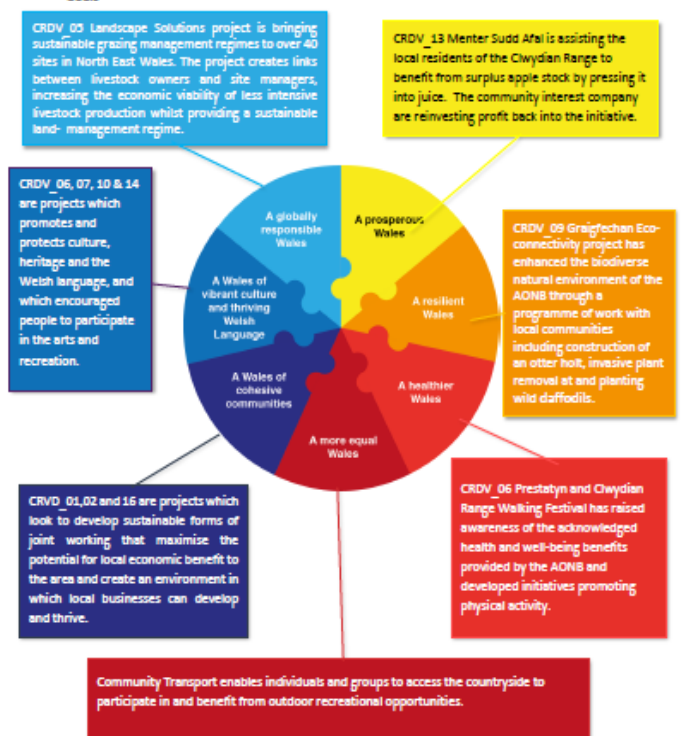 CRDV_05 Landscape Solutions project is bringing
sustainable grazing management regimes to over 40
sites in North East Wales. The project creates links
between livestock owners and site managers,
increasing the economic viability of less intensive
livestock production whilst providing a sustainable
land- management regime.
CRDV_13 Menter Sudd Afal is assisting the
local residents of the Clwydian Range to
benefit from surplus apple stock by pressing it
into juice. The community interest company
are reinvesting profit back into the initiative.
CRDV_06, 07, 10 & 14
are projects which
promotes and
protects culture,
heritage and the
Welsh language, and
which encouraged
people to participate
in the arts and
recreation.
A globally
responsible
Wales
A prosperous
Wales
A Wales of
vibrant culture
and thriving
Welsh
Language
A resilient
Wales
A Wales of
cohesive
communities
A healthier
Wales
A more equal
Wales
CRDV_09 Graigfechan Eco-
connectivity project has
enhanced the biodiverse
natural environment of the
AONB through a
programme of work with
local communities
including construction of
an otter holt, invasive plant
removal at and planting
wild daffodils.
CRVD_01,02 and 16 are projects which
look to develop sustainable forms of
joint working that maximise the
potential for local economic benefit to
the area and create an environment in
which local businesses can develop
and thrive.
CRDV_06 Prestatyn and Clwydian
Range Walking Festival has raised
awareness of the acknowledged
health and well-being benefits
provided by the AONB and
developed initiatives promoting
physical activity.
Community Transport enables individuals and groups to access the countryside to
participate in and benefit from outdoor recreational opportunities.